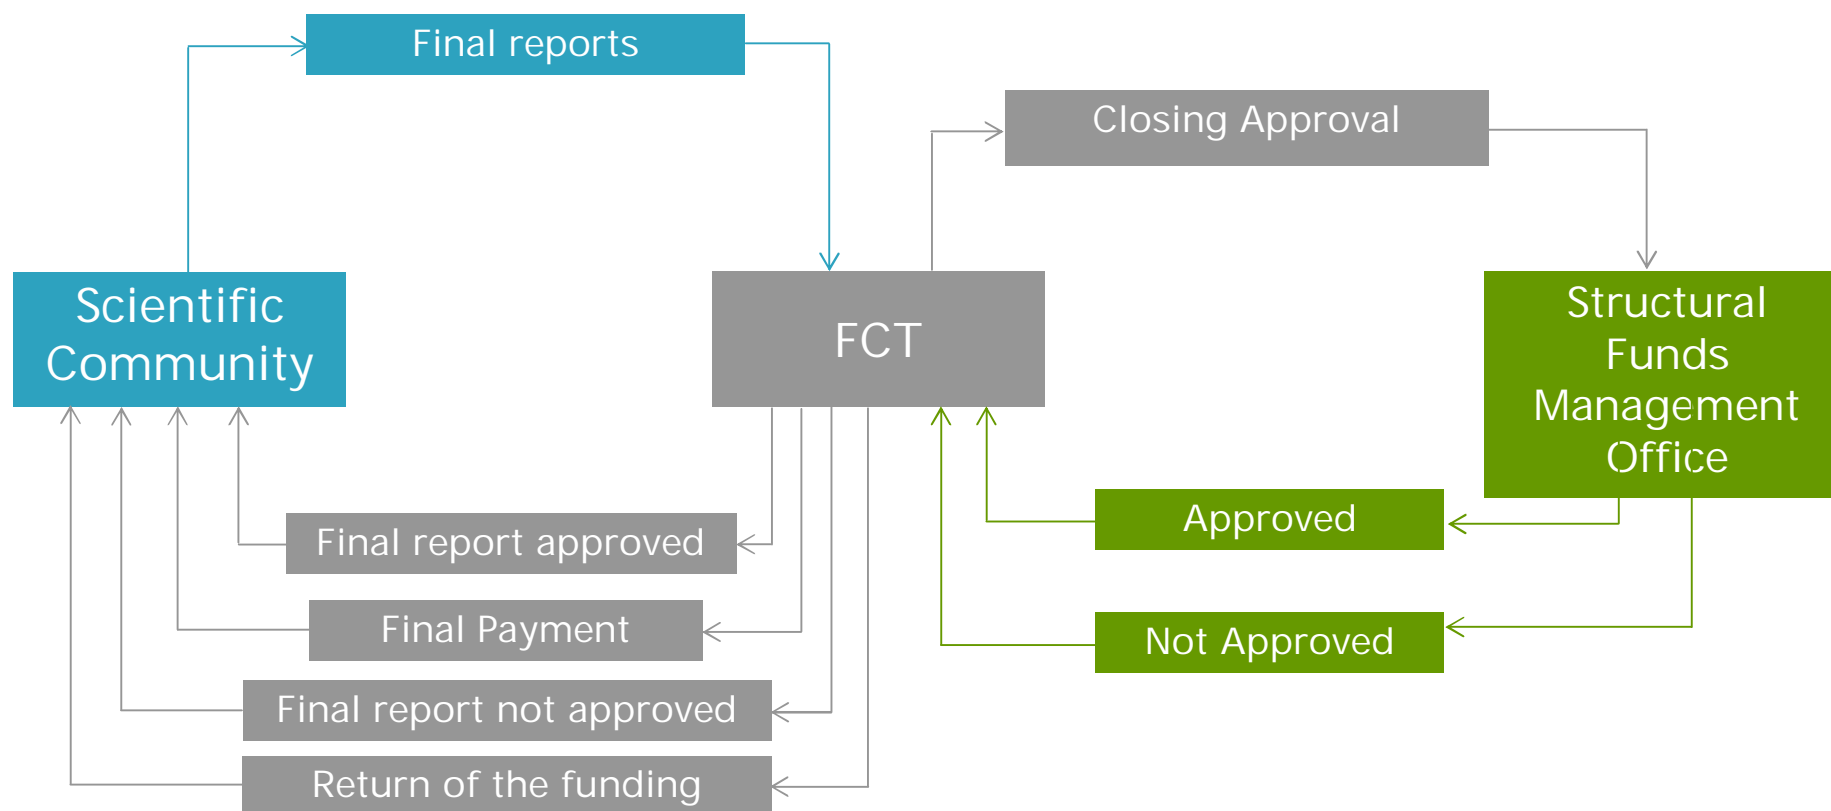 Final reports
Closing Approval
Scientific
Community
FCT
Structural
Funds
Management
Office
Approved
Final report approved
Final Payment
Not Approved
Final report not approved
Return of the funding